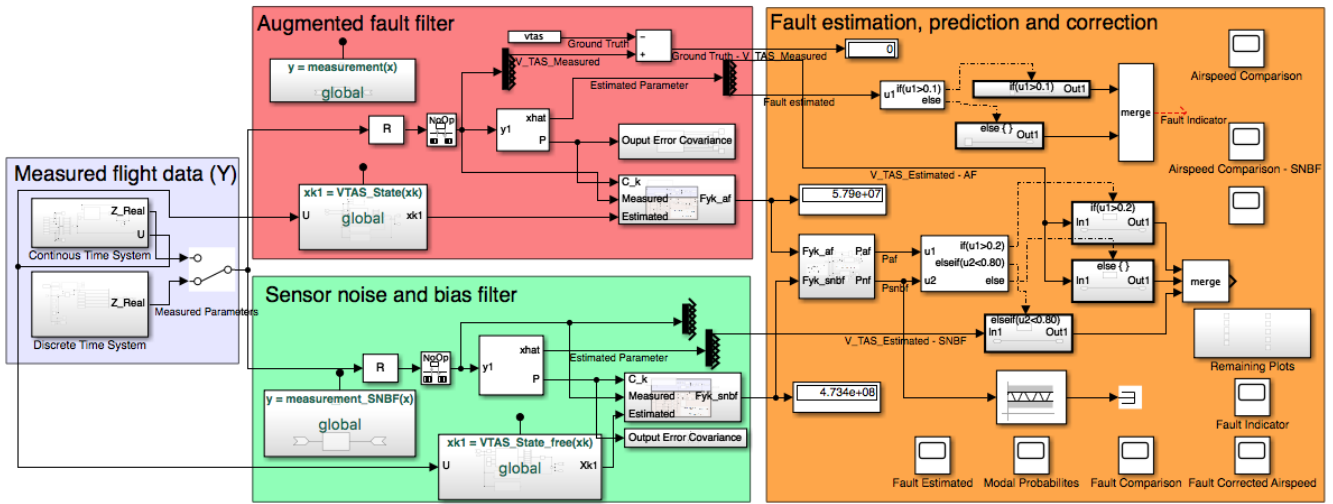 Measured flight data (Y)
Z_Real
U
Continous Time System
Z_Real
Discrete Time System
Measured Parameters
Augmented fault filter
y = measurement(x)
global
R
NoOp
vtas
Ground Truth
V_TAS_Measured
−
+
Ground Truth - V_TAS_Measured
Estimated Parameter
Fault estimated
y1
xhat
P
Ouput Error Covariance
xk1 = VTAS_State(xk)
U
global
xk1
C_k
Measured
Estimated
Fyk_af
Sensor noise and bias filter
R
NoOp
y = measurement_SNBF(x)
global
y1
xhat
P
Estimated Parameter
C_k
Measured
Estimated
Fyk_snbf
Output Error Covariance
xk1 = VTAS_State_free(xk)
U
global
Xk1
Fault estimation, prediction and correction
0
u1
if(u1>0.1)
else
if(u1>0.1)
Out1
else { }
Out1
merge
Fault Indicator
Airspeed Comparison
Airspeed Comparison - SNBF
V_TAS_Estimated - AF
5.79e+07
Fyk_af
Fyk_snbf
Paf
Pnf
Paf
Psnbf
u1
u2
if(u1>0.2)
elseif(u2<0.80)
else
if(u1>0.2)
In1
Out1
else { }
In1
Out1
elseif(u2<0.80)
In1
Out1
merge
V_TAS_Estimated - SNBF
4.734e+08
Remaining Plots
Fault Indicator
Fault Estimated
Modal Probabilites
Fault Comparison
Fault Corrected Airspeed